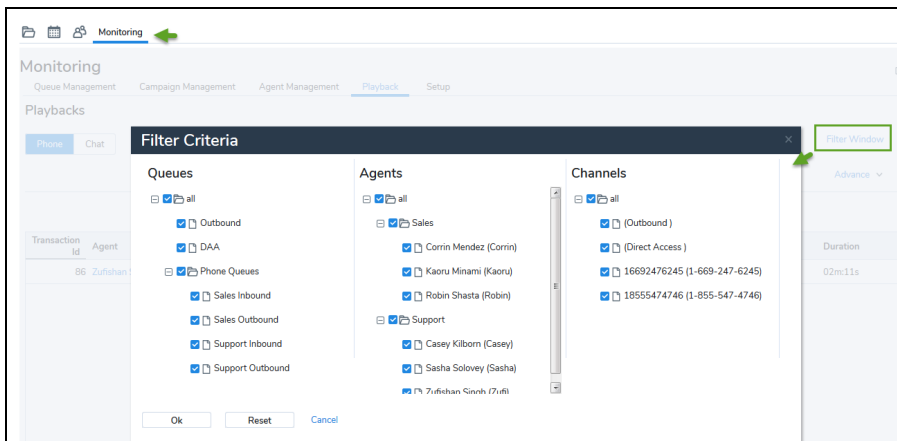 Monitoring
Monitoring
Queue Management Campaign Management Agent Management Playback Setup
Playbacks
Phone Chat
Filter Window
Advance
Filter Criteria
Queues
all
Outbound
DAA
Phone Queues
Sales Inbound
Sales Outbound
Support Inbound
Support Outbound
Agents
all
Sales
Corrin Mendez (Corrin)
Kaoru Minami (Kaoru)
Robin Shasta (Robin)
Support
Casey Kilborn (Casey)
Sasha Solovey (Sasha)
Zufishan Singh (Zufi)
Channels
all
(Outbound )
(Direct Access )
16692476245 (1-669-247-6245)
18555474746 (1-855-547-4746)
Ok Reset Cancel
Transaction Id Agent Duration
86 Zufishan 02m:11s